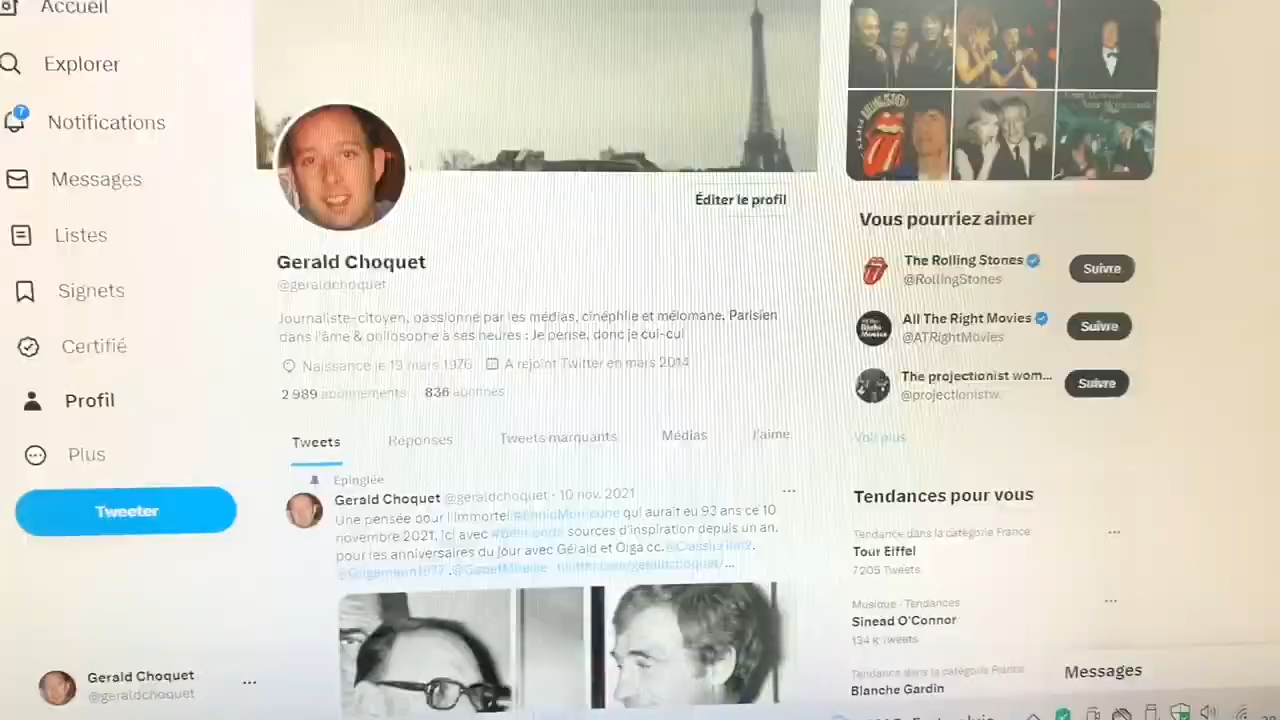 Accueil
Explorer
7
Notifications
Messages
Listes
Signets
Certifié
Profil
Plus
Tweeter
Gerald Choquet
@geraldchoquet
Éditer le profil
Gerald Choquet
@geraldchoquet
Journaliste-citoyen, passionné par les médias, cinéphile et mélomane. Parisien
dans l'âme & philosophe à ses heures : Je pense, donc je cui-cui
Naissance le 19 mars 1976 A rejoint Twitter en mars 2014
2 989 abonnements 836 abonnés
Tweets Réponses Tweets marquants Médias J'aime
Épinglée
Gerald Choquet @geraldchoquet · 10 nov. 2021
Une pensée pour l'immortel #EnnioMorricone qui aurait eu 93 ans ce 10
novembre 2021, ici avec #Belmondo sources d'inspiration depuis un an,
pour les anniversaires du jour avec Gérald et Olga cc.
Vous pourriez aimer
The Rolling Stones
@RollingStones
Suivre
All The Right Movies
@ATRightMovies
Suivre
The projectionist wom...
@projectionistw
Suivre
Voir plus
Tendances pour vous
Tendance dans la catégorie France
Tour Eiffel
7 205 Tweets
Musique · Tendances
Sinead O'Connor
134 k Tweets
Tendance dans la catégorie France
Blanche Gardin
Messages